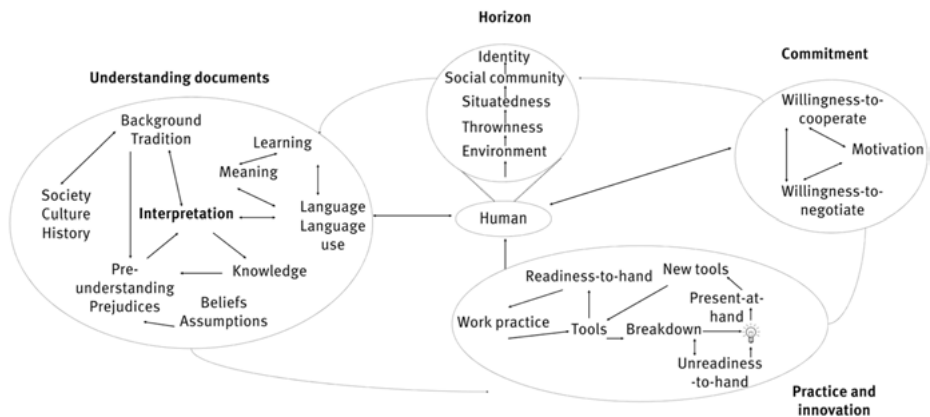 Horizon
Identity
Social community
Situatedness
Thrownness
Environment
Commitment
Willingness-to-
cooperate
Motivation
Willingness-to-
negotiate
Understanding documents
Background
Tradition
Learning
Meaning
Society
Culture
History
Interpretation
Language
Language
use
Pre-
understanding
Prejudices
Knowledge
Beliefs
Assumptions
Human
Readiness-to-hand
New tools
Present-at-
hand
Work practice
Tools
Breakdown
Unreadiness
-to-hand
Practice and
innovation